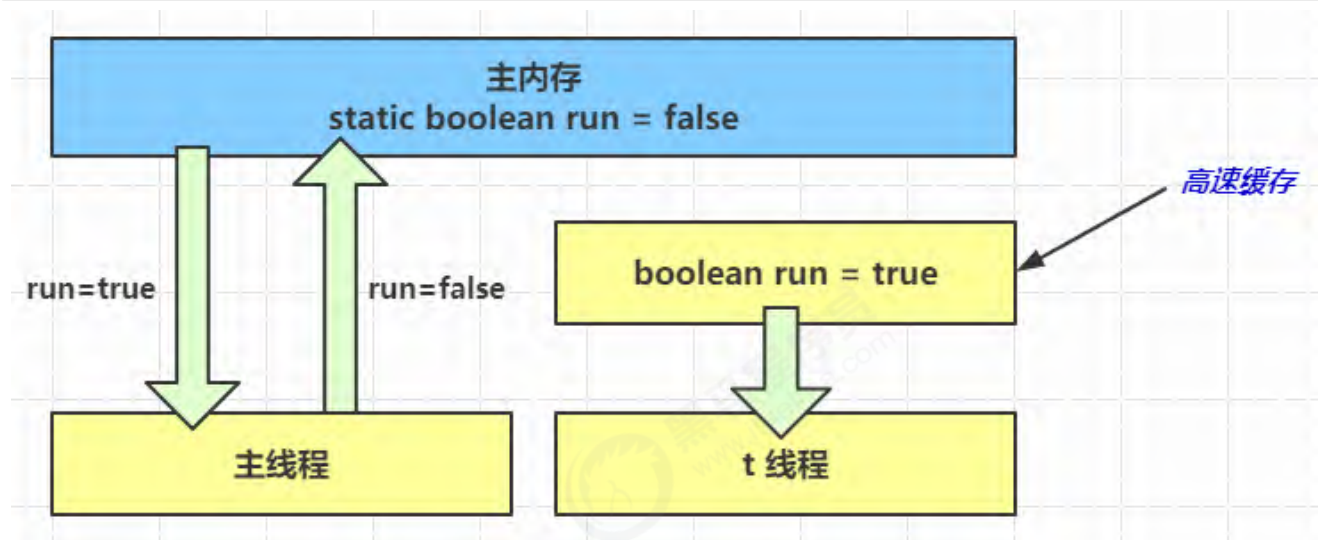 主内存
static boolean run = false
高速缓存
boolean run = true
run=true
run=false
主线程
t 线程